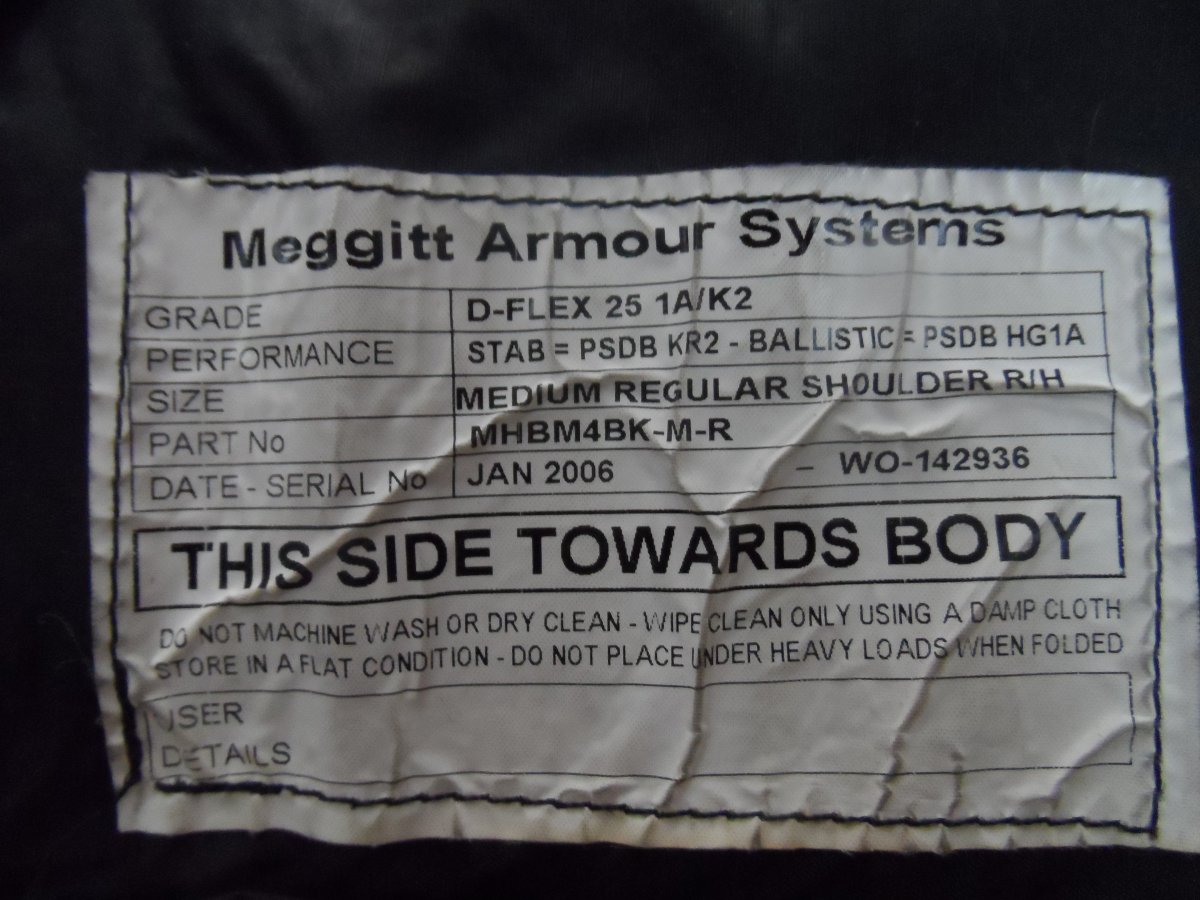 Meggitt Armour Systems
GRADE D-FLEX 25 1A/K2
PERFORMANCE STAB = PSDB KR2 - BALLISTIC = PSDB HG1A
SIZE MEDIUM REGULAR SHOULDER R/H
PART No MHBM4BK-M-R
DATE - SERIAL No JAN 2006 – WO-142936
THIS SIDE TOWARDS BODY
DO NOT MACHINE WASH OR DRY CLEAN - WIPE CLEAN ONLY USING A DAMP CLOTH
STORE IN A FLAT CONDITION - DO NOT PLACE UNDER HEAVY LOADS WHEN FOLDED
USER
DETAILS